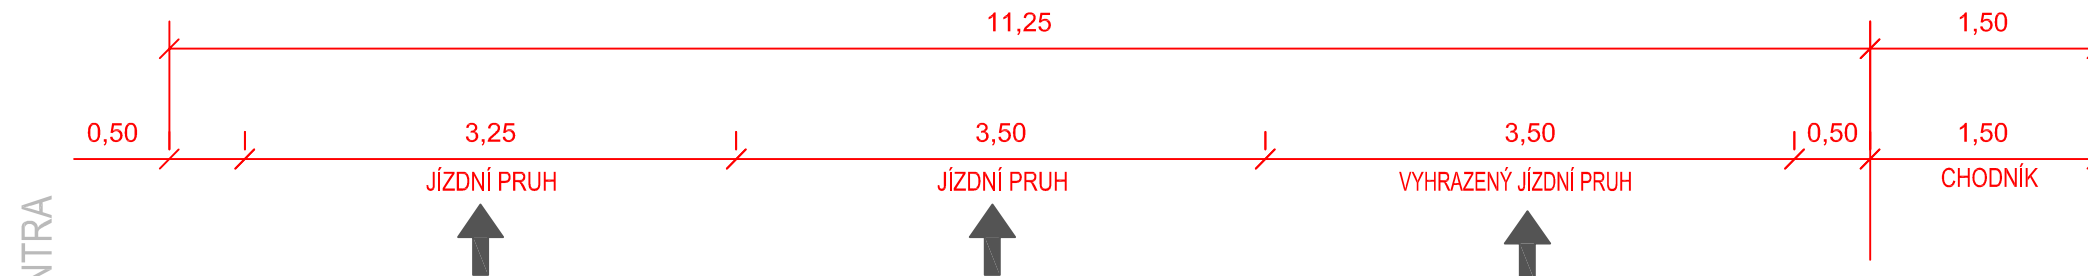 11,25 1,50
0,50 3,25 3,50 3,50 0,50 1,50
JÍZDNÍ PRUH JÍZDNÍ PRUH VYHRAZENÝ JÍZDNÍ PRUH CHODNÍK
NTRA